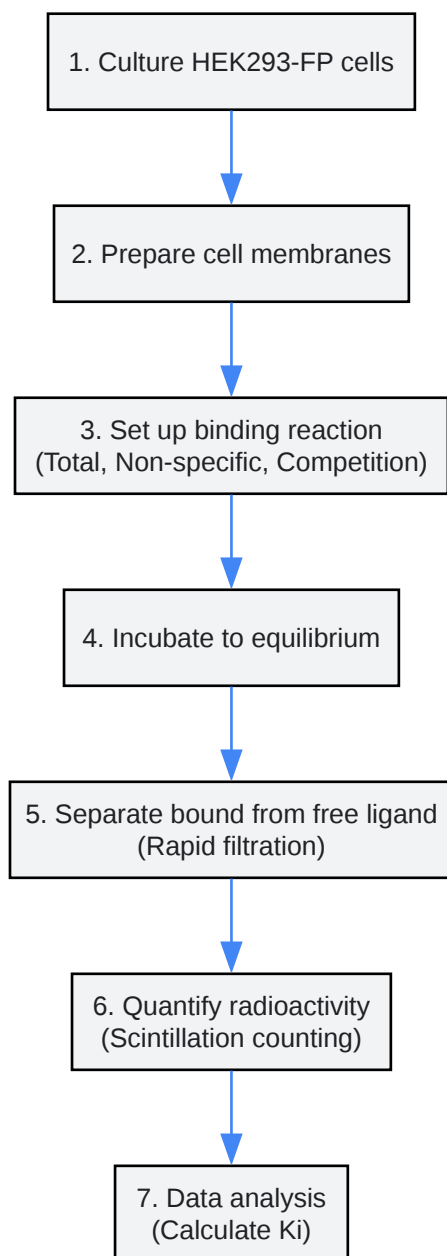 1. Culture HEK293-FP cells
2. Prepare cell membranes
3. Set up binding reaction
(Total, Non-specific, Competition)
4. Incubate to equilibrium
5. Separate bound from free ligand
(Rapid filtration)
6. Quantify radioactivity
(Scintillation counting)
7. Data analysis
(Calculate Ki)